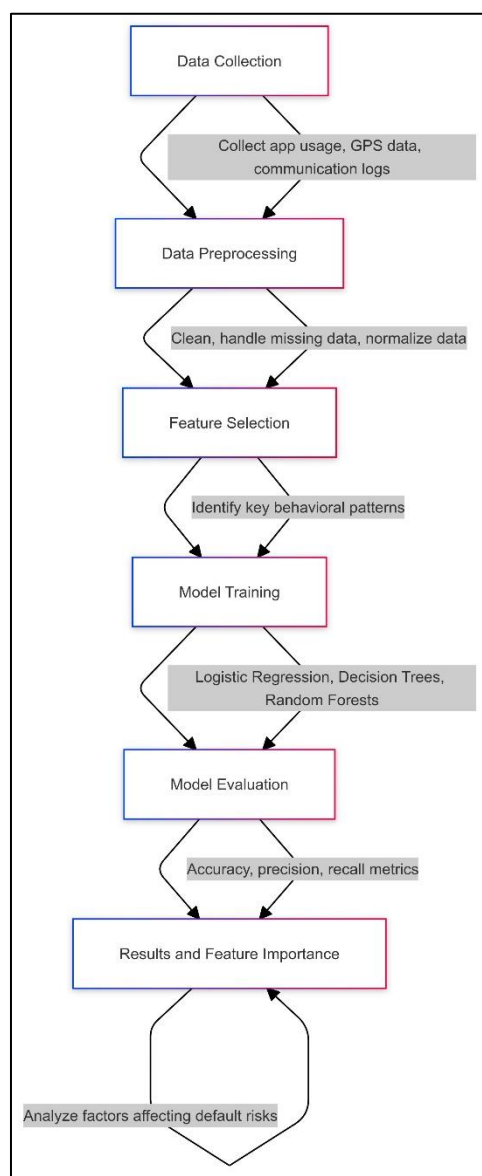 Data Collection
Collect app usage, GPS data,
communication logs
Data Preprocessing
Clean, handle missing data, normalize data
Feature Selection
Identify key behavioral patterns
Model Training
Logistic Regression, Decision Trees,
Random Forests
Model Evaluation
Accuracy, precision, recall metrics
Results and Feature Importance
Analyze factors affecting default risks